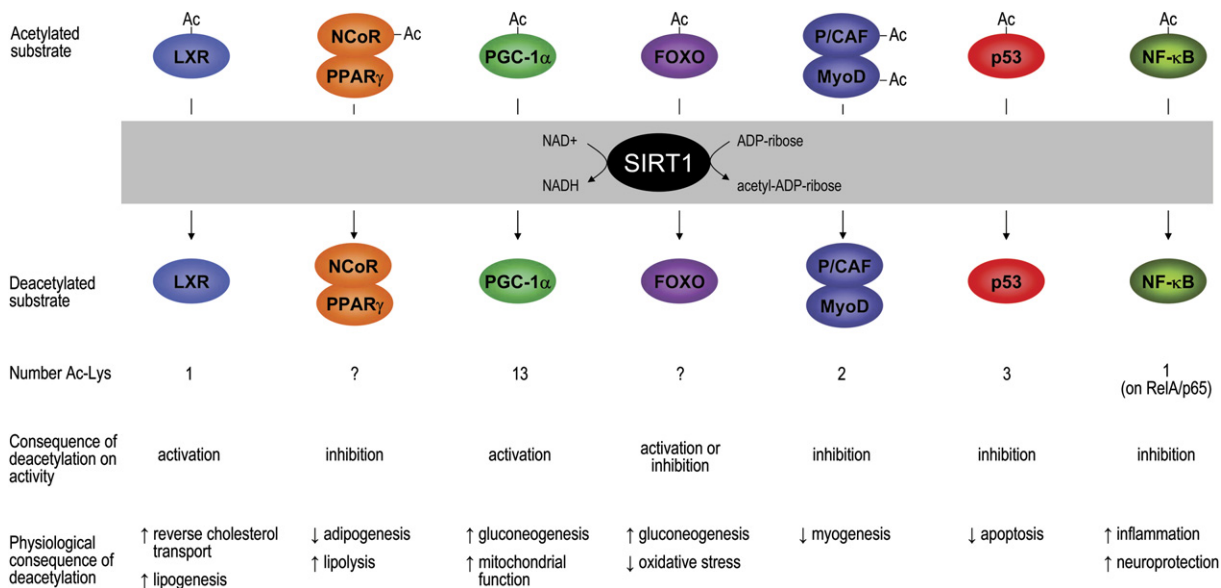 Acetylated
substrate
Ac
LXR
NCoR
Ac
PPARγ
Ac
PGC-1α
Ac
FOXO
P/CAF
Ac
MyoD
Ac
Ac
p53
Ac
NF-κB
NAD+
NADH
SIRT1
ADP-ribose
acetyl-ADP-ribose
Deacetylated
substrate
LXR
NCoR
PPARγ
PGC-1α
FOXO
P/CAF
MyoD
p53
NF-κB
Number Ac-Lys
1
?
13
?
2
3
1
(on RelA/p65)
Consequence of
deacetylation on
activity
activation
inhibition
activation
activation or
inhibition
inhibition
inhibition
inhibition
Physiological
consequence of
deacetylation
↑ reverse cholesterol
transport
↑ lipogenesis
↓ adipogenesis
↑ lipolysis
↑ gluconeogenesis
↑ mitochondrial
function
↑ gluconeogenesis
↓ oxidative stress
↓ myogenesis
↓ apoptosis
↑ inflammation
↑ neuroprotection